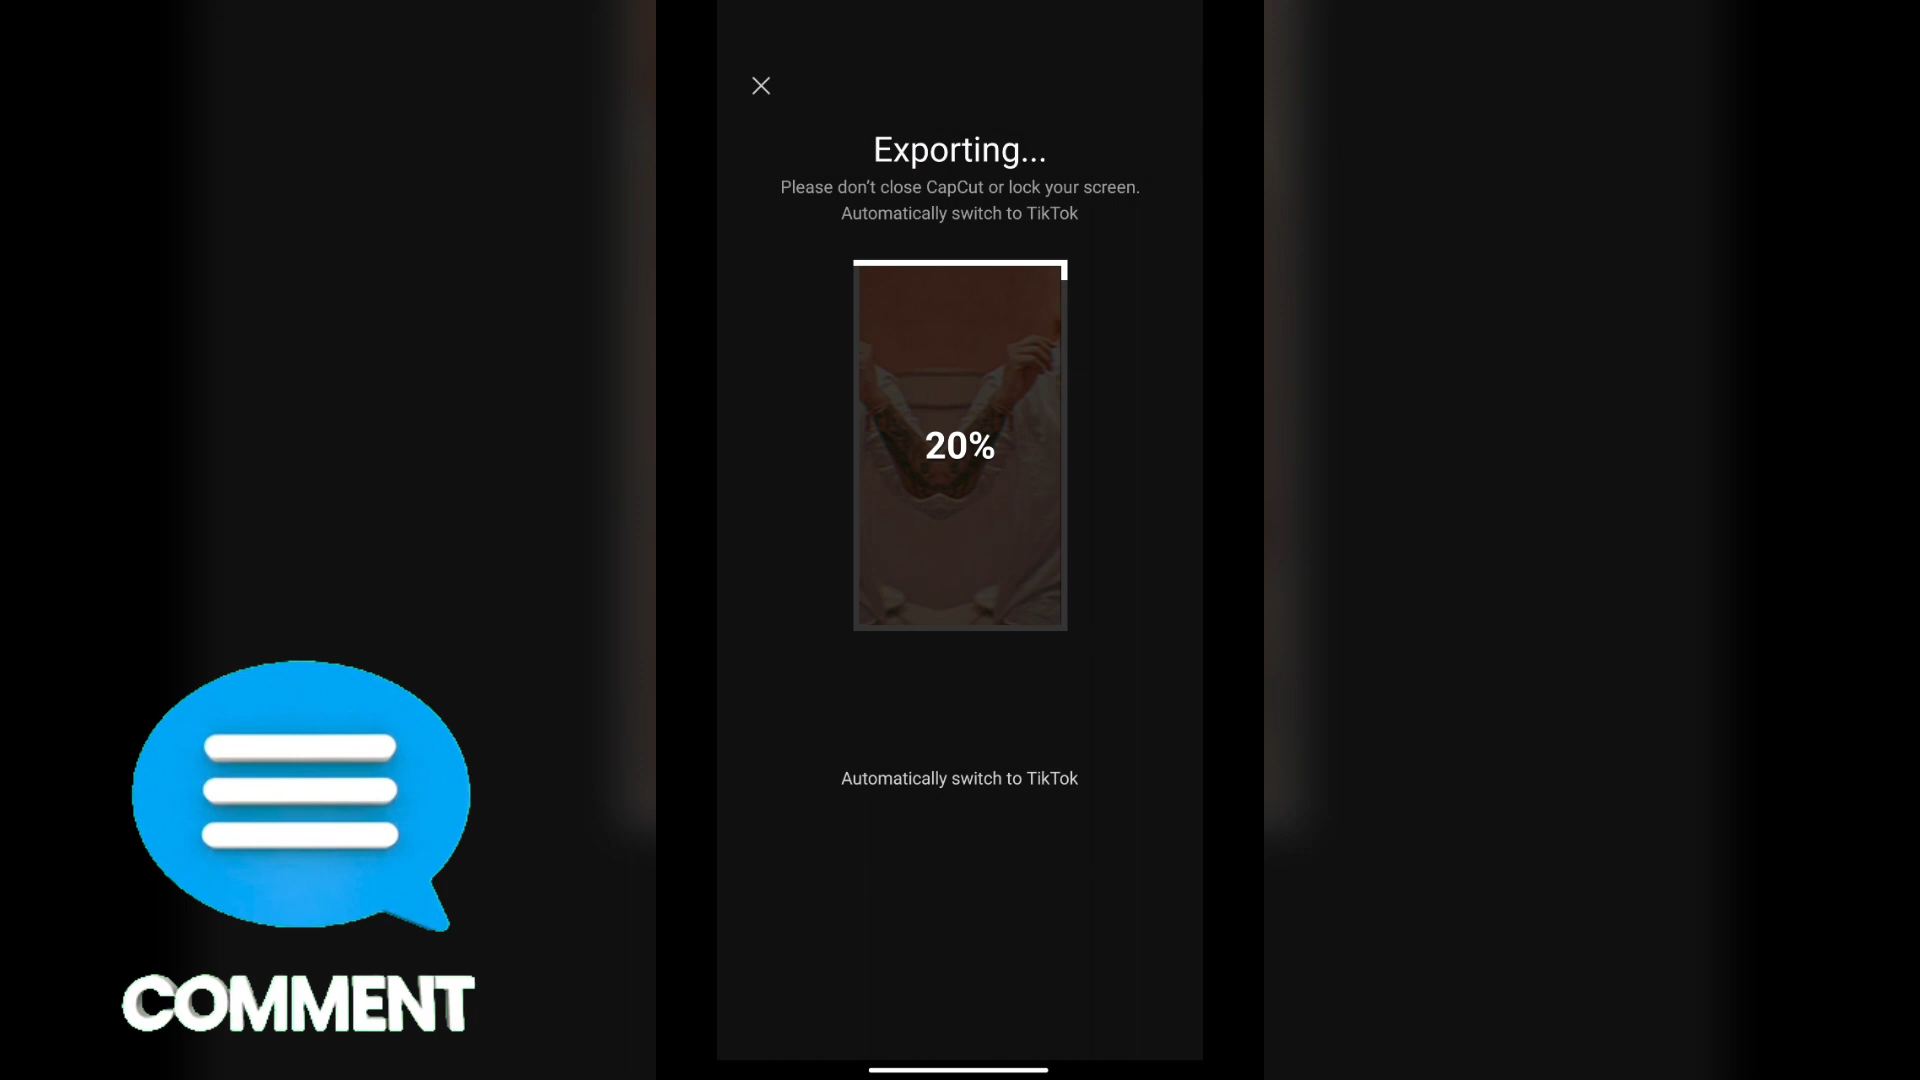 Exporting...
Please don't close CapCut or lock your screen.
Automatically switch to TikTok
20%
Automatically switch to TikTok
COMMENT